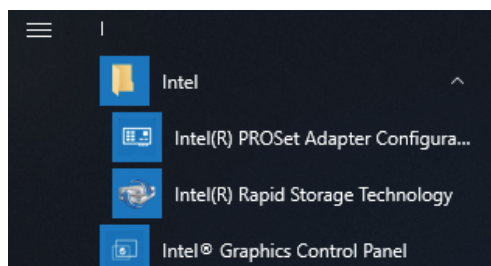 I
Intel
Intel(R) PROSet Adapter Configura...
Intel(R) Rapid Storage Technology
Intel® Graphics Control Panel